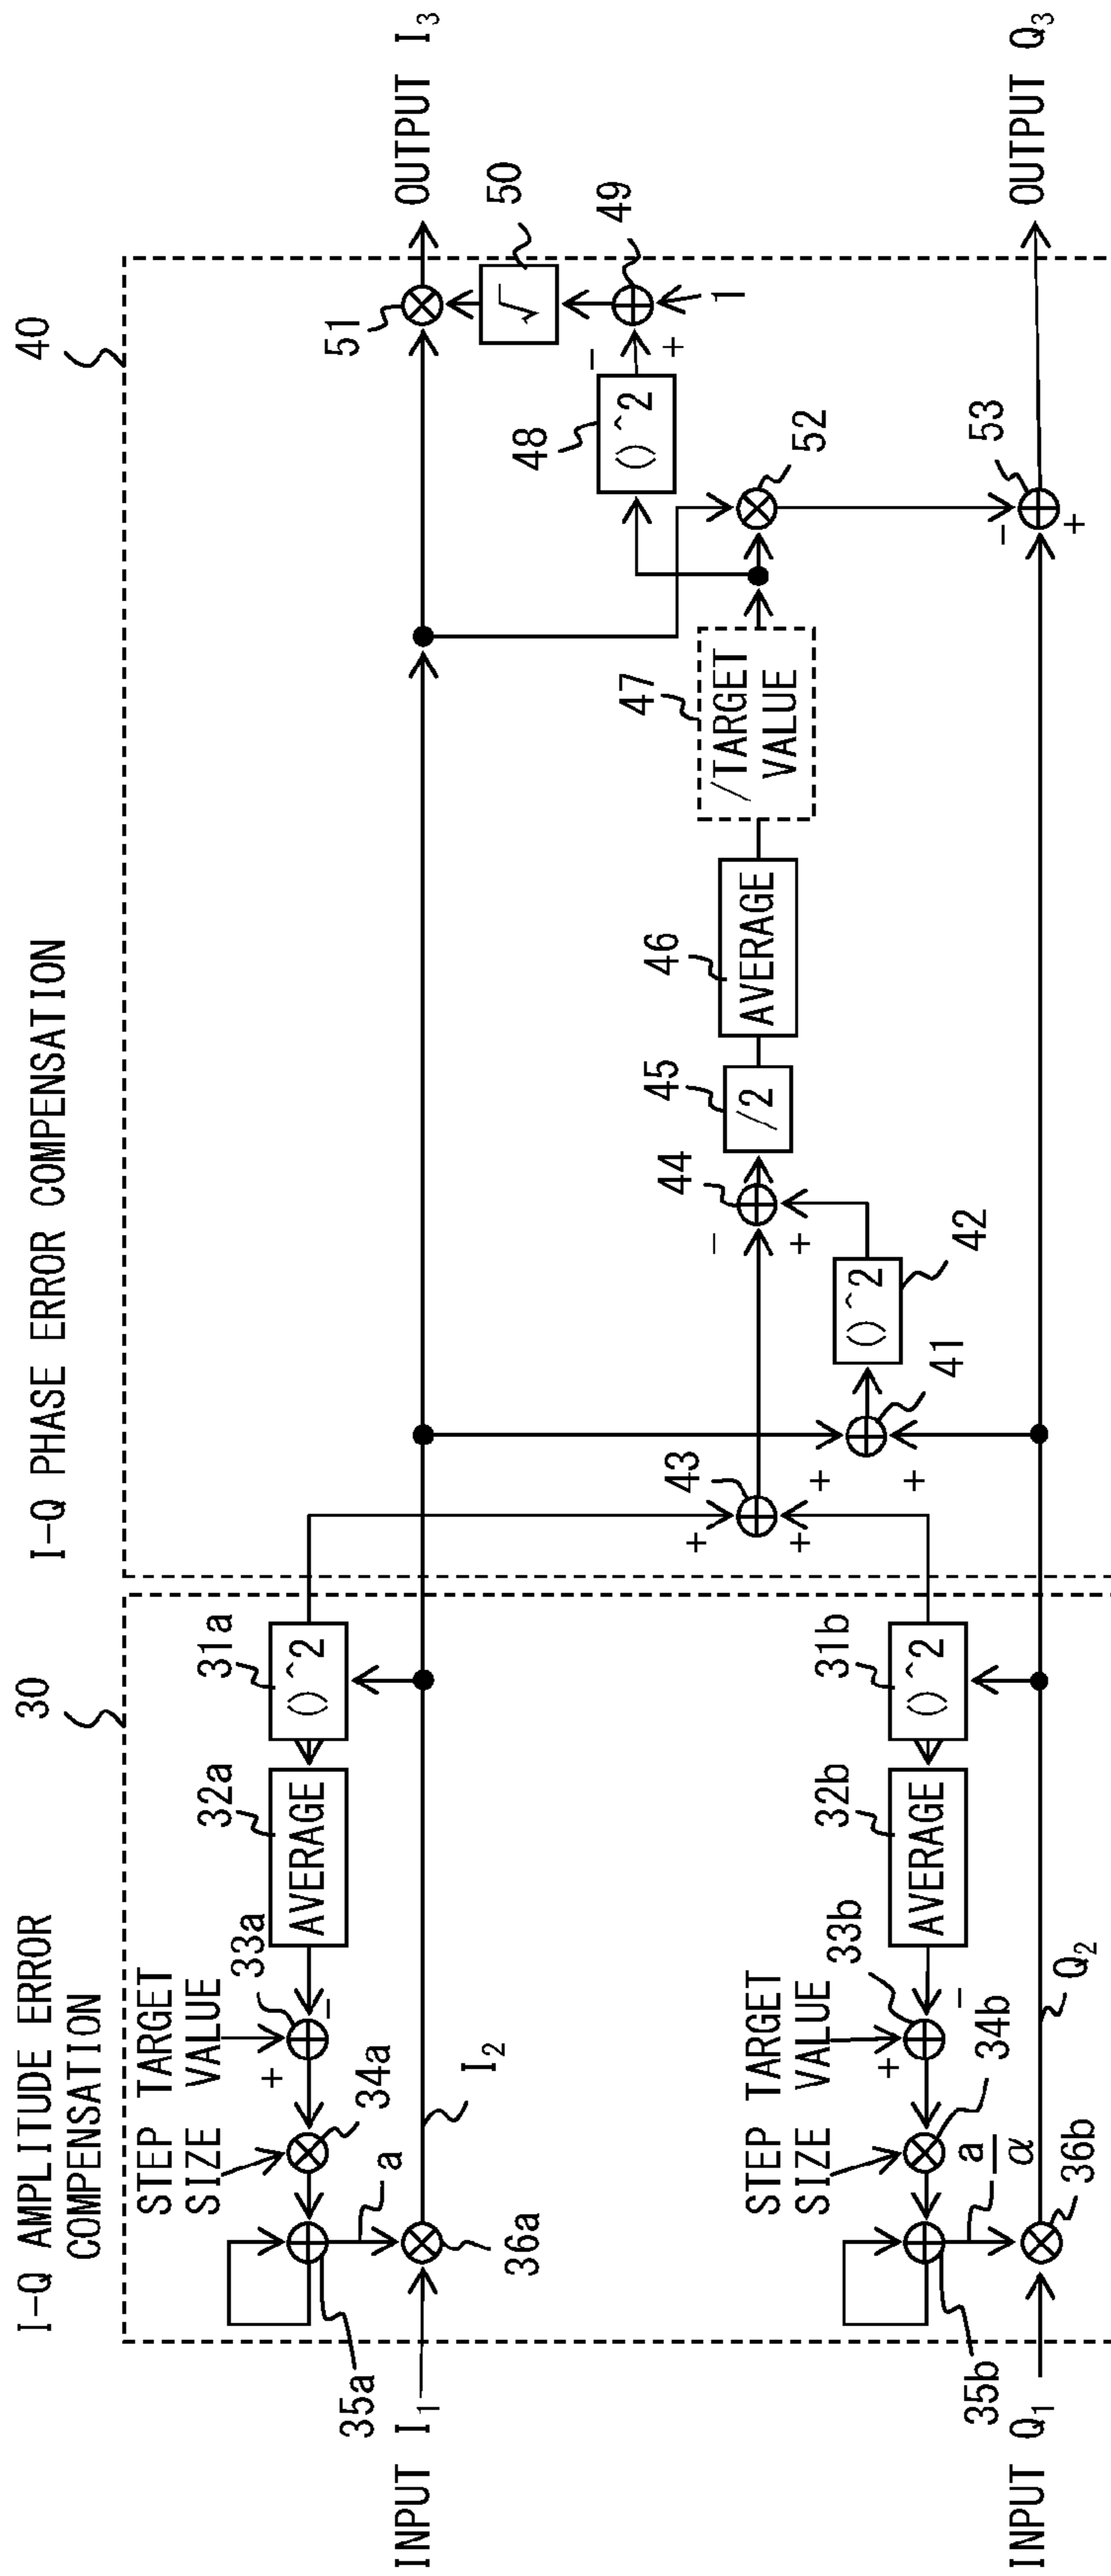 I-Q AMPLITUDE ERROR
COMPENSATION
30
I-Q PHASE ERROR COMPENSATION
40
STEP TARGET
SIZE VALUE
33a
32a
AVERAGE
31a
()^2
+
−
34a
35a
a
36a
INPUT I1
I2
STEP TARGET
SIZE VALUE
33b
32b
AVERAGE
31b
()^2
+
−
34b
35b
a
α
36b
INPUT Q1
Q2
43
+
+
41
+
+
42
()^2
44
−
+
45
/2
46
AVERAGE
47
/TARGET
VALUE
48
()^2
−
+
49
1
50
√
51
52
53
−
+
OUTPUT I3
OUTPUT Q3